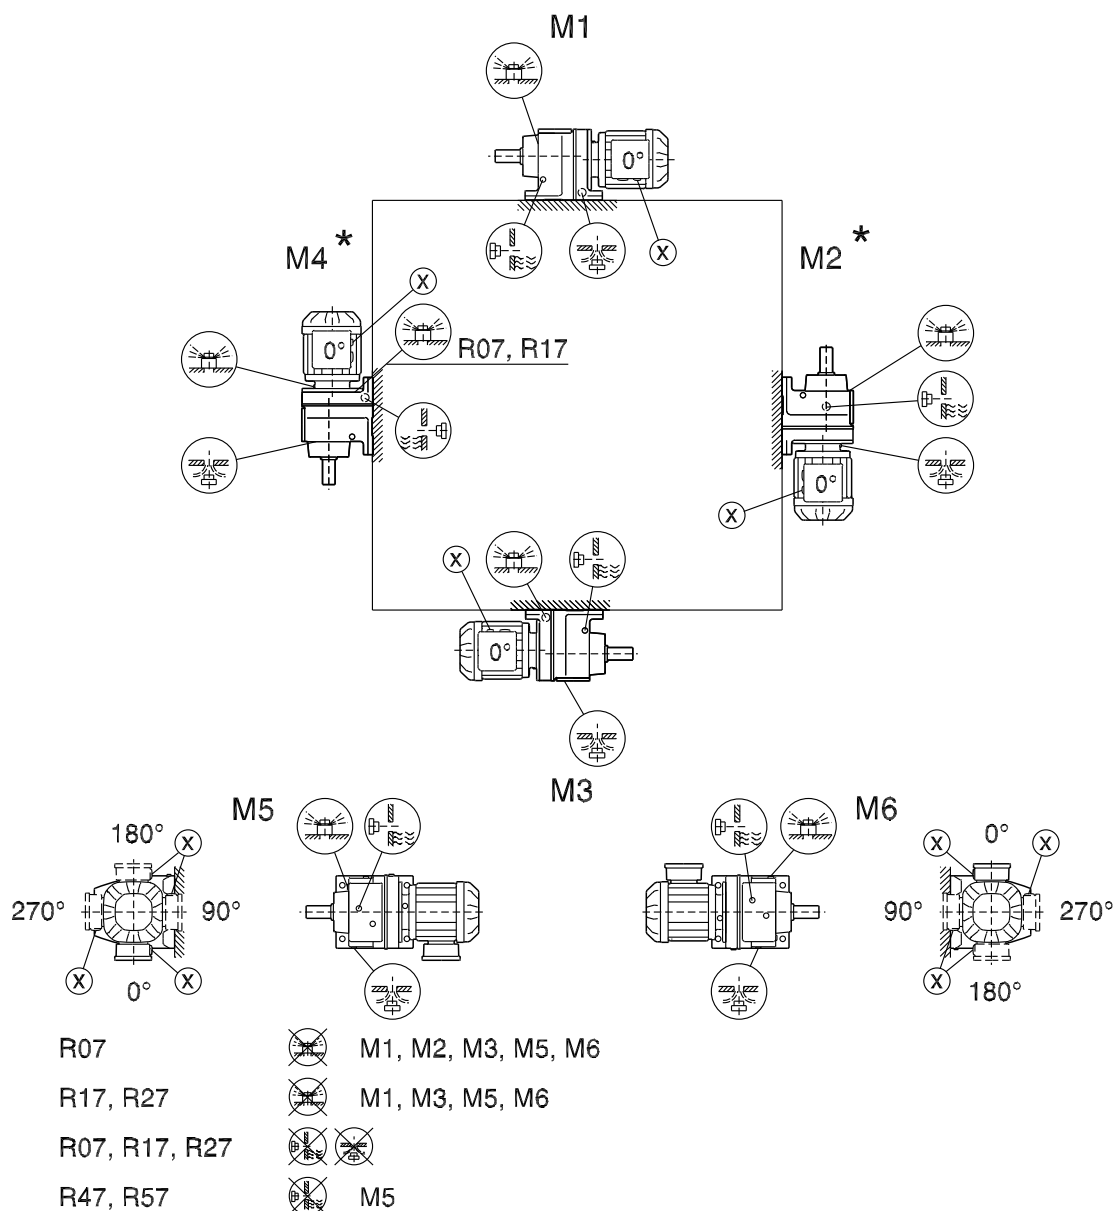 M1
0°
X
M4 *
M2 *
X
R07, R17
0°
0°
X
X
0°
M3
M5
M6
180°
X
270°
90°
X
X
0°
0°
X
X
90°
270°
X
180°
R07 M1, M2, M3, M5, M6
R17, R27 M1, M3, M5, M6
R07, R17, R27
R47, R57 M5